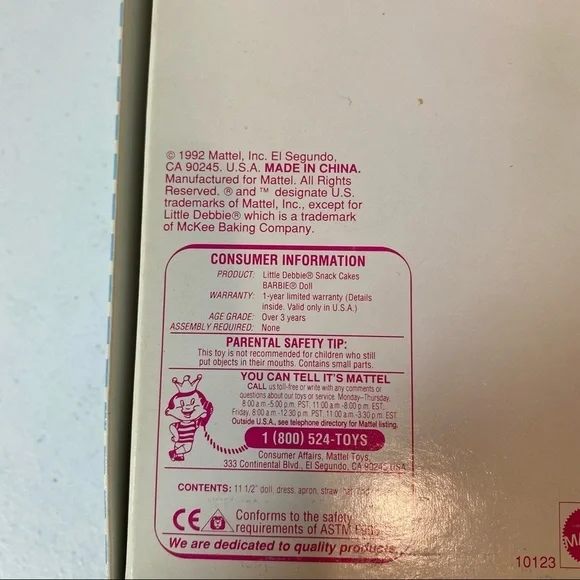 © 1992 Mattel, Inc. El Segundo,
CA 90245. U.S.A. MADE IN CHINA.
Manufactured for Mattel. All Rights
Reserved. ® and ™ designate U.S.
trademarks of Mattel, Inc., except for
Little Debbie® which is a trademark
of McKee Baking Company.
CONSUMER INFORMATION
PRODUCT: Little Debbie® Snack Cakes
BARBIE® Doll
WARRANTY: 1-year limited warranty (Details
inside. Valid only in U.S.A.)
AGE GRADE: Over 3 years
ASSEMBLY REQUIRED: None
PARENTAL SAFETY TIP:
This toy is not recommended for children who still
put objects in their mouths. Contains small parts.
YOU CAN TELL IT'S MATTEL
CALL us toll-free or write with any comments or
questions about our toys or service. Monday-Thursday,
8:00 a.m.-5:00 p.m. PST, 11:00 a.m.-8:00 p.m. EST,
Friday, 8:00 a.m.-12:30 p.m. PST, 11:00 a.m.-3:30 p.m. EST
Outside U.S.A., see telephone directory for Mattel listing.
1 (800) 524-TOYS
Consumer Affairs, Mattel Toys,
333 Continental Blvd., El Segundo, CA 90245 USA
CONTENTS: 11 1/2" doll, dress, apron, straw hat,
CE Conforms to the safety
requirements of ASTM
We are dedicated to quality products.
10123